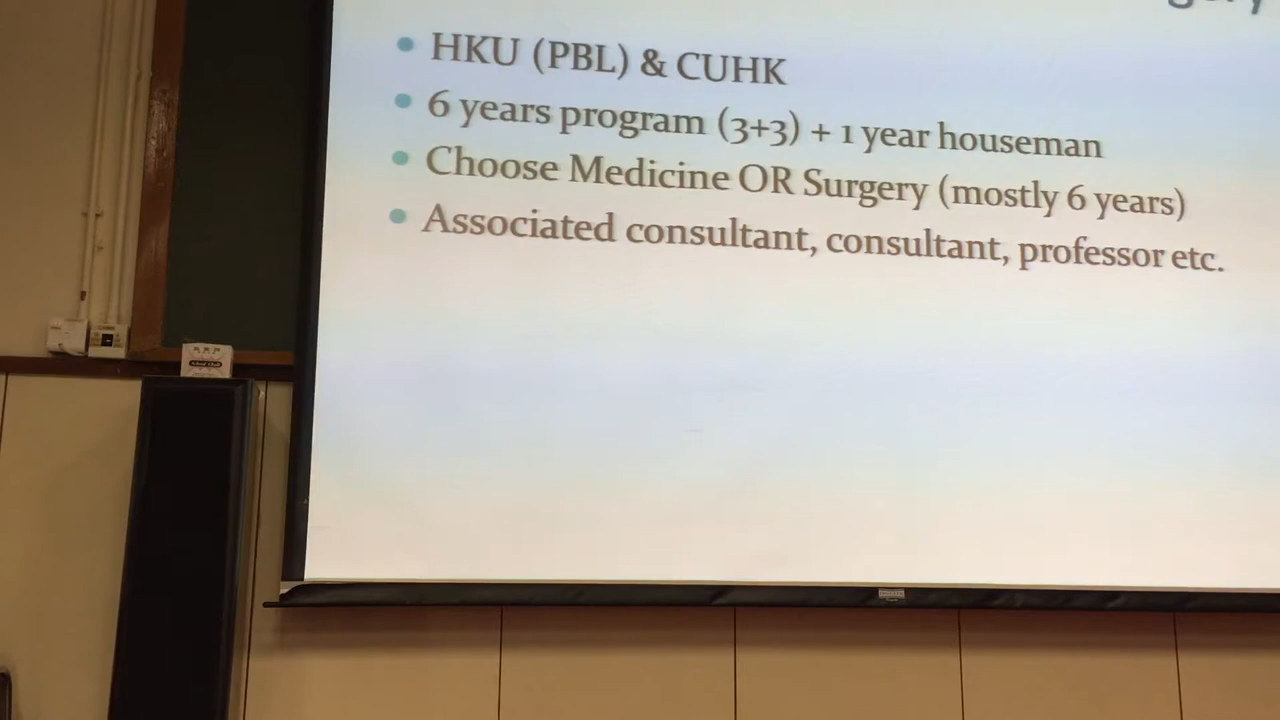 HKU (PBL) & CUHK
6 years program (3+3) + 1 year houseman
Choose Medicine OR Surgery (mostly 6 years)
Associated consultant, consultant, professor etc.